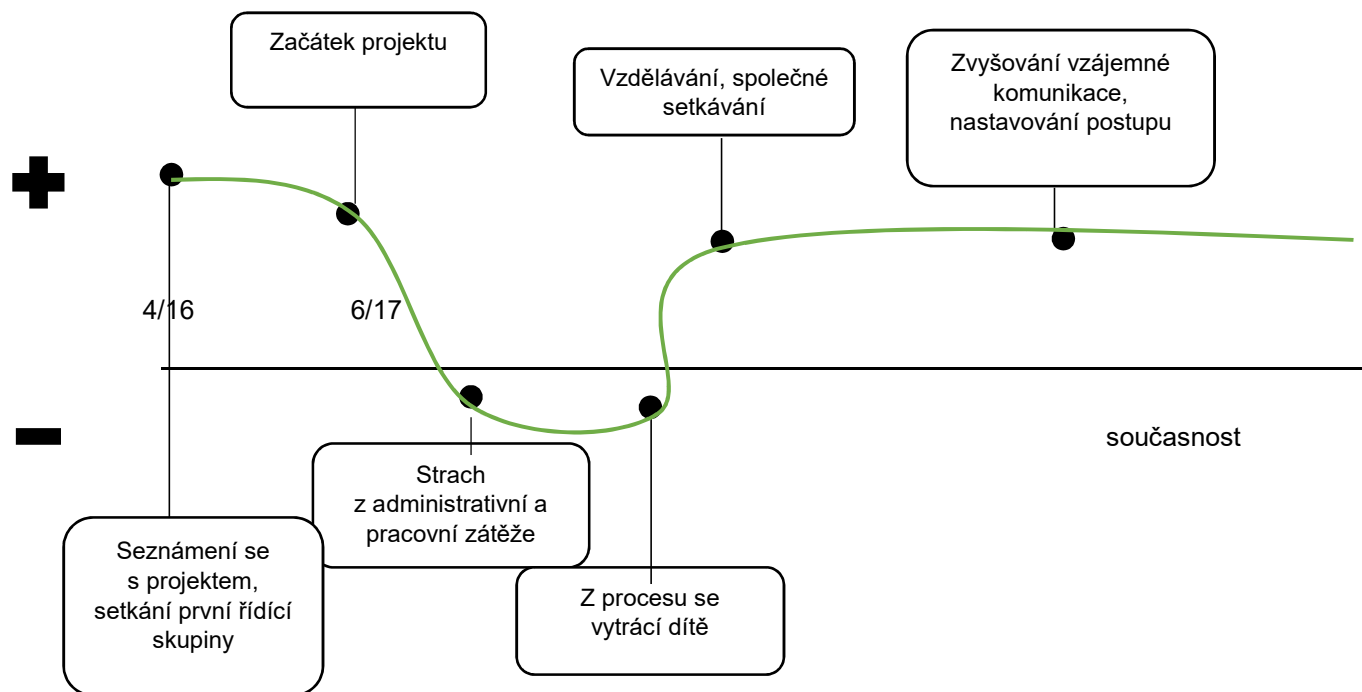 Začátek projektu
Vzdělávání, společné
setkávání
Zvyšování vzájemné
komunikace,
nastavování postupu
+
4/16
6/17
-
současnost
Strach
z administrativní a
pracovní zátěže
Seznámení se
s projektem,
setkání první řídící
skupiny
Z procesu se
vytrácí dítě